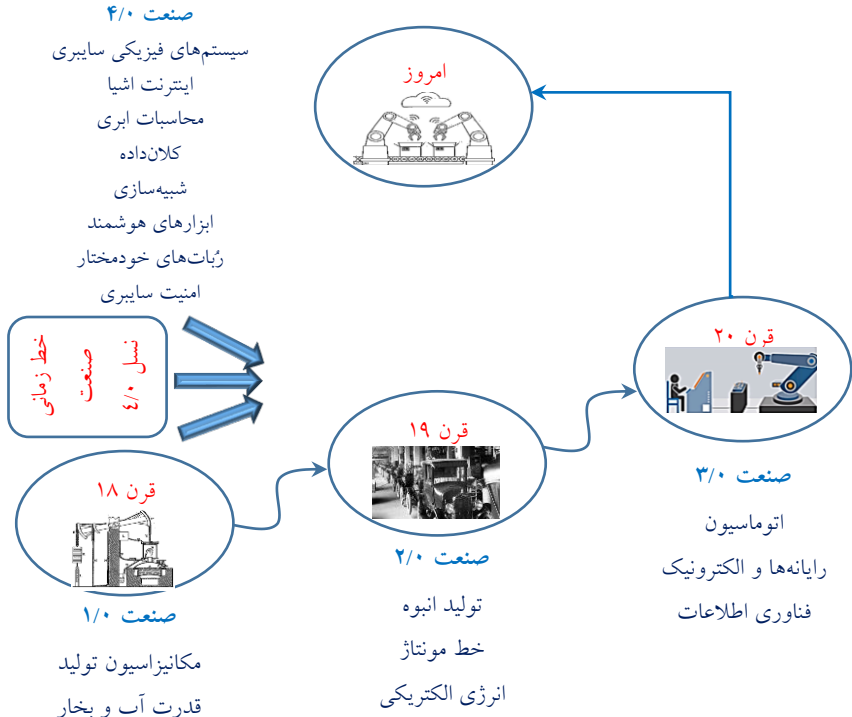 صنعت ۴/۰
سیستم‌های فیزیکی سایبری
اینترنت اشیا
محاسبات ابری
کلان‌داده
شبیه‌سازی
ابزارهای هوشمند
رُبات‌های خودمختار
امنیت سایبری
امروز
خط زمانی
صنعت
نسل ٤/٠
قرن ۱۸
صنعت ۱/۰
مکانیزاسیون تولید
قدرت آب و بخار
قرن ۱۹
صنعت ۲/۰
تولید انبوه
خط مونتاژ
انرژی الکتریکی
قرن ۲۰
صنعت ۳/۰
اتوماسیون
رایانه‌ها و الکترونیک
فناوری اطلاعات